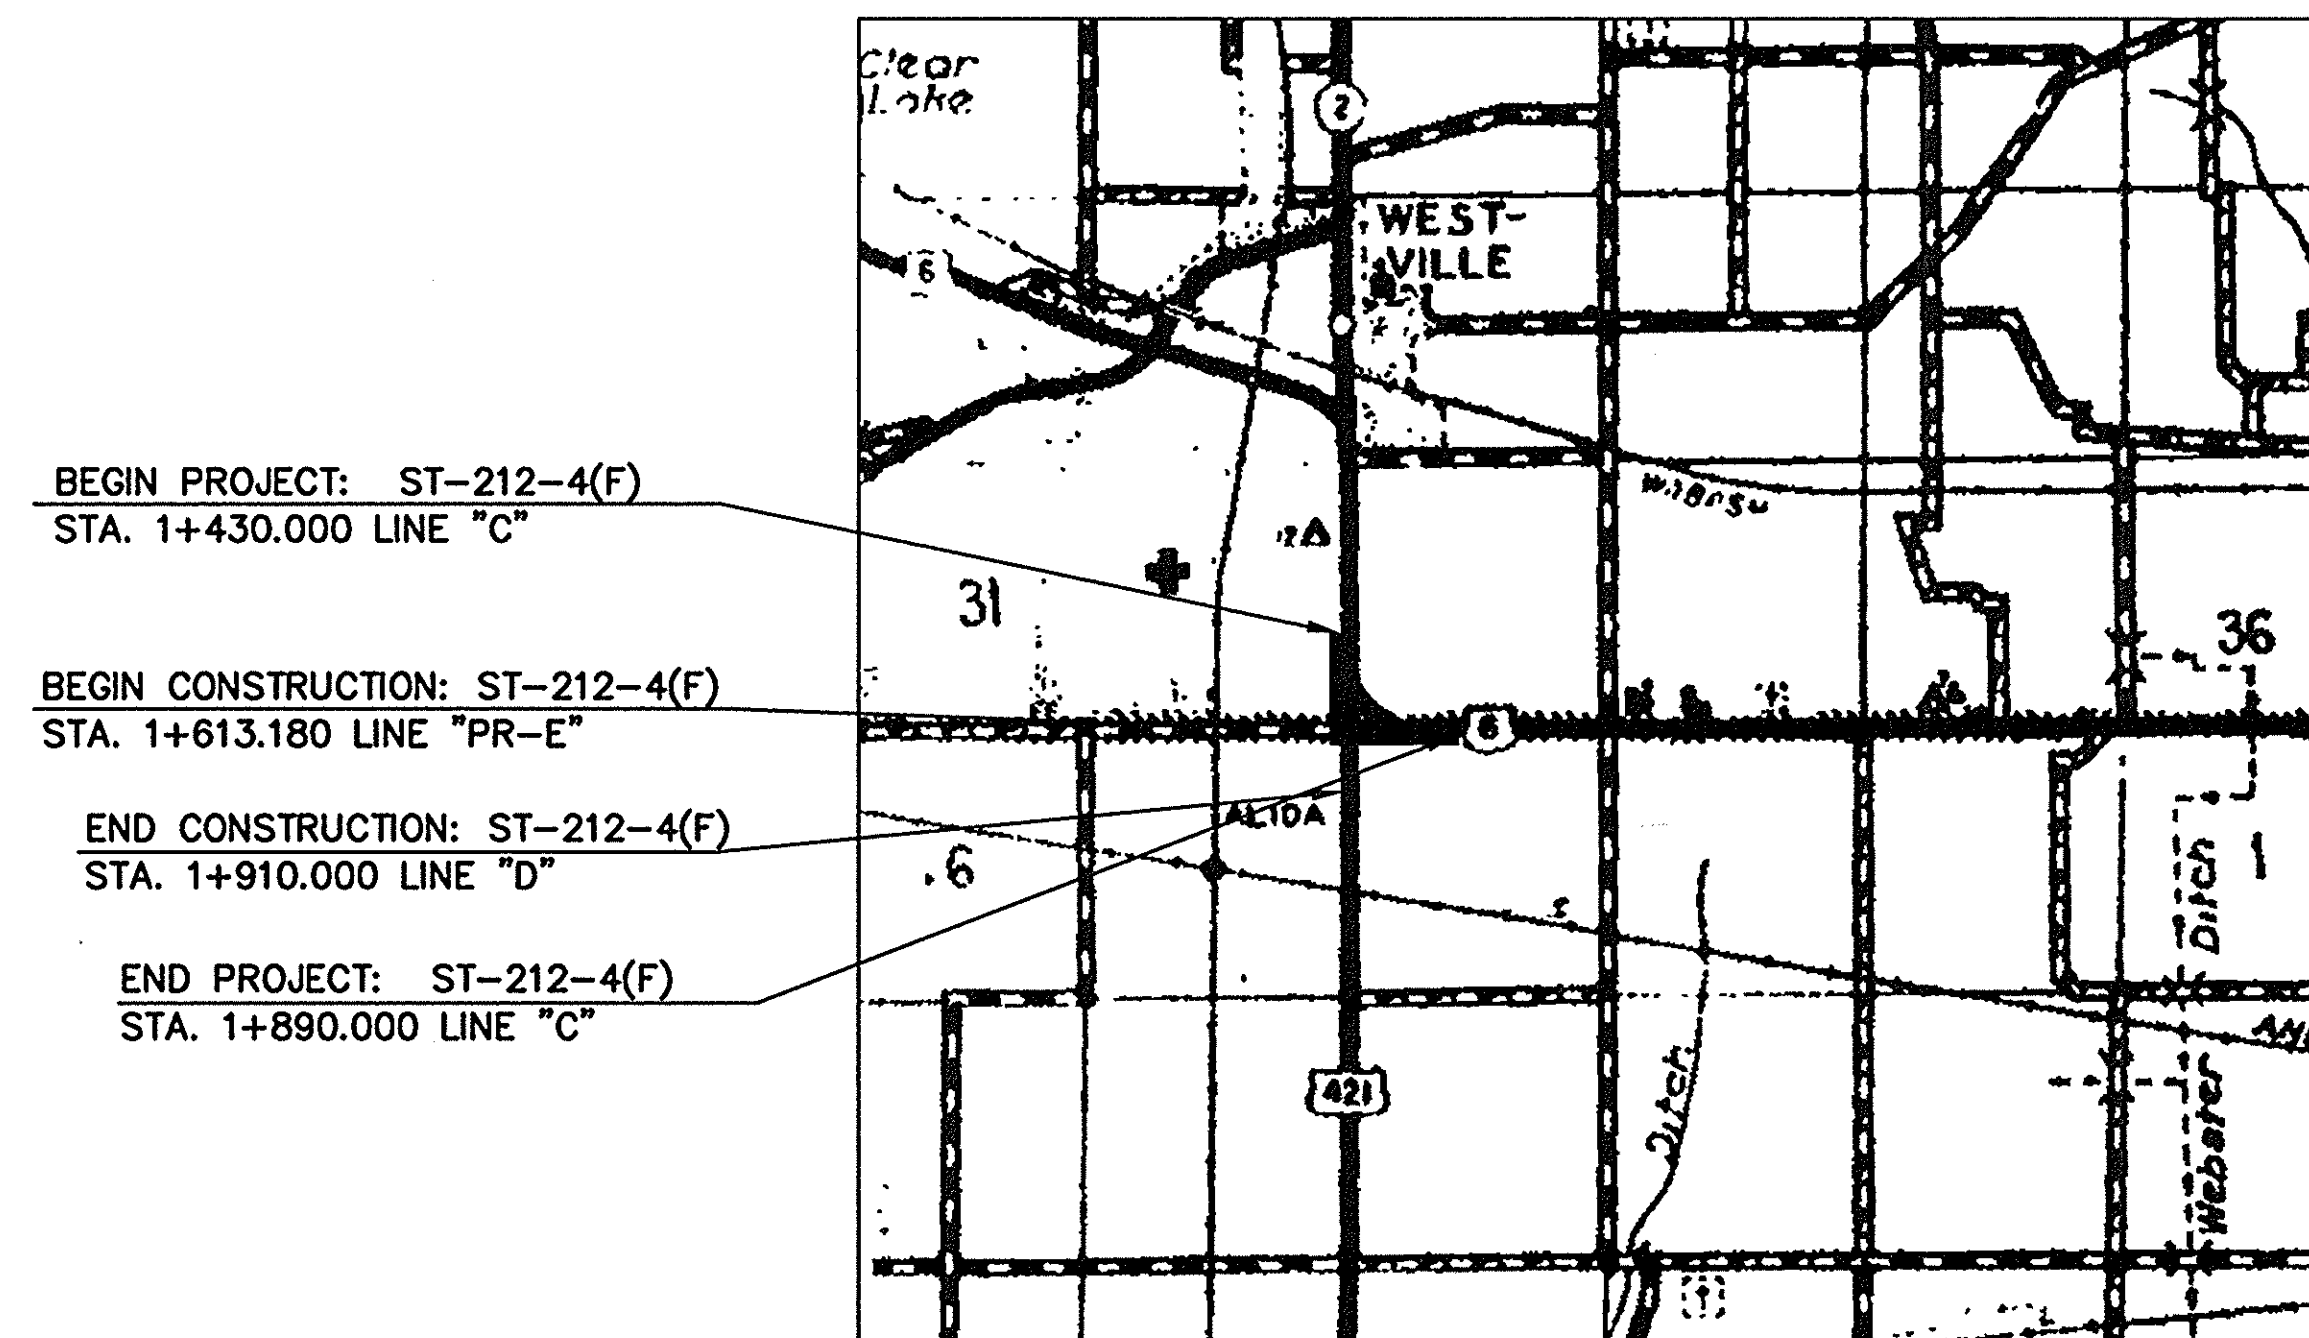 Clear
Lake
2
WEST-
VILLE
6
BEGIN PROJECT: ST-212-4(F)
STA. 1+430.000 LINE "C"
31
36
BEGIN CONSTRUCTION: ST-212-4(F)
STA. 1+613.180 LINE "PR-E"
6
END CONSTRUCTION: ST-212-4(F)
STA. 1+910.000 LINE "D"
ALIDA
6
END PROJECT: ST-212-4(F)
STA. 1+890.000 LINE "C"
421
Ditch
Webster Ditch